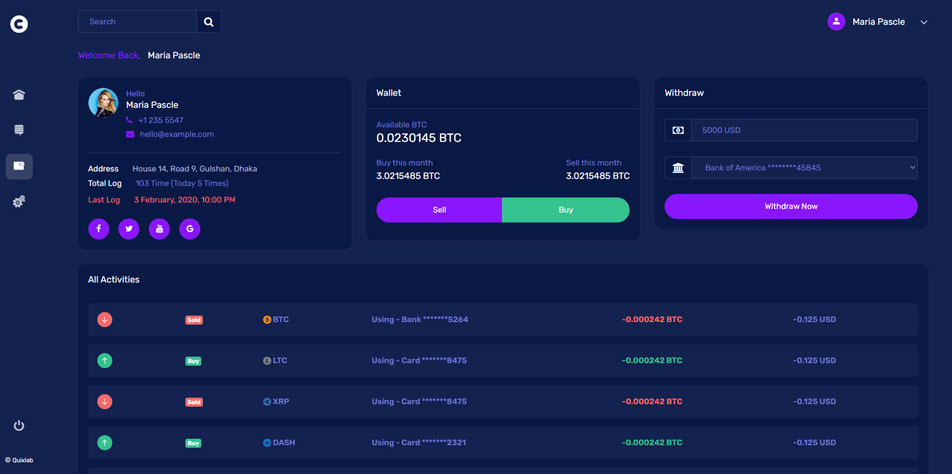 C
Search
Maria Pascle
Welcome Back, Maria Pascle
Hello
Maria Pascle
+1 235 5547
hello@example.com
Address House 14, Road 9, Gulshan, Dhaka
Total Log 103 Time (Today 5 Times)
Last Log 3 February, 2020, 10:00 PM
Wallet
Available BTC
0.0230145 BTC
Buy this month Sell this month
3.0215485 BTC 3.0215485 BTC
Sell Buy
Withdraw
5000 USD
Bank of America ********45845
Withdraw Now
All Activities
Sold BTC Using - Bank *******5264 -0.000242 BTC -0.125 USD
Buy LTC Using - Card *******8475 -0.000242 BTC -0.125 USD
Sold XRP Using - Card *******8475 -0.000242 BTC -0.125 USD
Buy DASH Using - Card *******2321 -0.000242 BTC -0.125 USD
© Quixlab